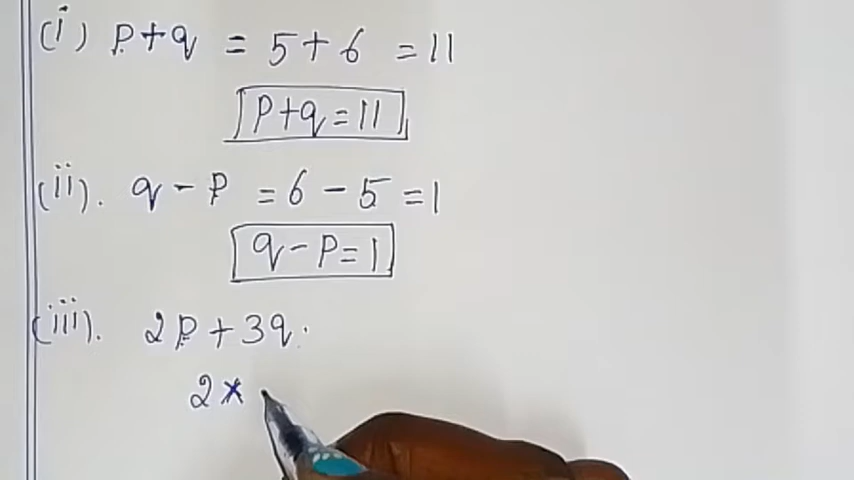 (i) p+q = 5+6 = 11
p+q = 11
(ii). q - p = 6 - 5 = 1
q - p = 1
(iii). 2p + 3q.
2 ×